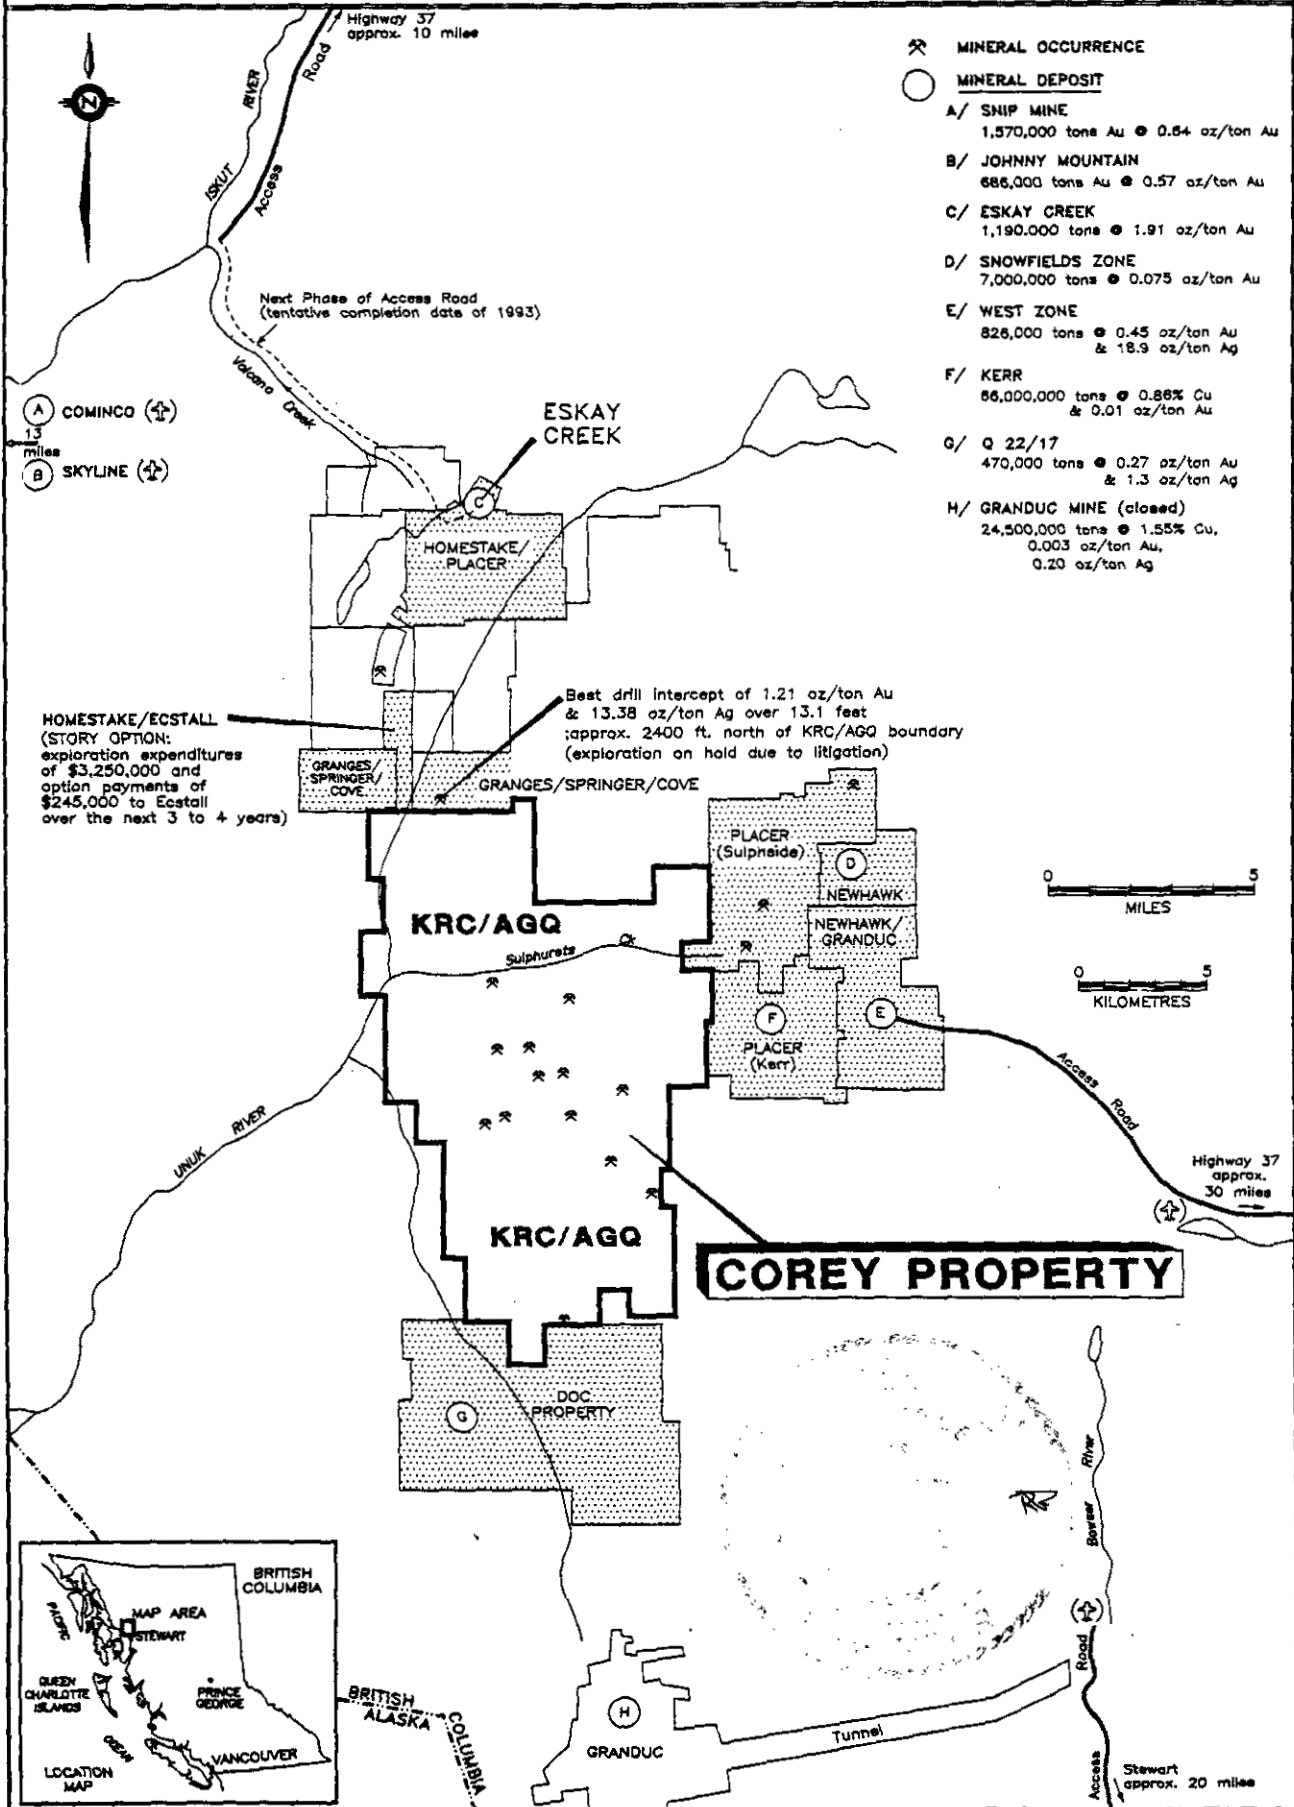 Highway 37
approx. 10 miles
N
RIVER
ISKUT
Road
Access
MINERAL OCCURRENCE
MINERAL DEPOSIT
A/ SNIP MINE
1,570,000 tons Au @ 0.64 oz/ton Au
B/ JOHNNY MOUNTAIN
686,000 tons Au @ 0.57 oz/ton Au
C/ ESKAY CREEK
1,190.000 tons @ 1.91 oz/ton Au
D/ SNOWFIELDS ZONE
7,000,000 tons @ 0.075 oz/ton Au
E/ WEST ZONE
826,000 tons @ 0.45 oz/ton Au
& 18.9 oz/ton Ag
F/ KERR
66,000,000 tons @ 0.86% Cu
& 0.01 oz/ton Au
G/ Q 22/17
470,000 tons @ 0.27 oz/ton Au
& 1.3 oz/ton Ag
H/ GRANDUC MINE (closed)
24,500,000 tons @ 1.55% Cu,
0.003 oz/ton Au,
0.20 oz/ton Ag
Next Phase of Access Road
(tentative completion date of 1993)
Volcano Creek
A COMINCO
13
miles
B SKYLINE
ESKAY
CREEK
C
HOMESTAKE/
PLACER
Best drill intercept of 1.21 oz/ton Au
& 13.38 oz/ton Ag over 13.1 feet
;approx. 2400 ft. north of KRC/AGQ boundary
(exploration on hold due to litigation)
HOMESTAKE/ECSTALL
(STORY OPTION:
exploration expenditures
of $3,250,000 and
option payments of
$245,000 to Ecstall
over the next 3 to 4 years)
GRANGES/
SPRINGER/
COVE
GRANGES/SPRINGER/COVE
PLACER
(Sulphside)
D
NEWHAWK
NEWHAWK/
GRANDUC
0 5
MILES
0 5
KILOMETRES
KRC/AGQ
Sulphurets Ck
F
PLACER
(Kerr)
E
Access Road
Highway 37
approx.
30 miles
UNUK RIVER
KRC/AGQ
COREY PROPERTY
G
DOC
PROPERTY
Bowser River
BRITISH
COLUMBIA
PACIFIC
MAP AREA
STEWART
QUEEN
CHARLOTTE
ISLANDS
PRINCE
GEORGE
OCEAN
VANCOUVER
LOCATION
MAP
BRITISH COLUMBIA
ALASKA
H
GRANDUC
Tunnel
Access Road
Stewart
approx. 20 miles